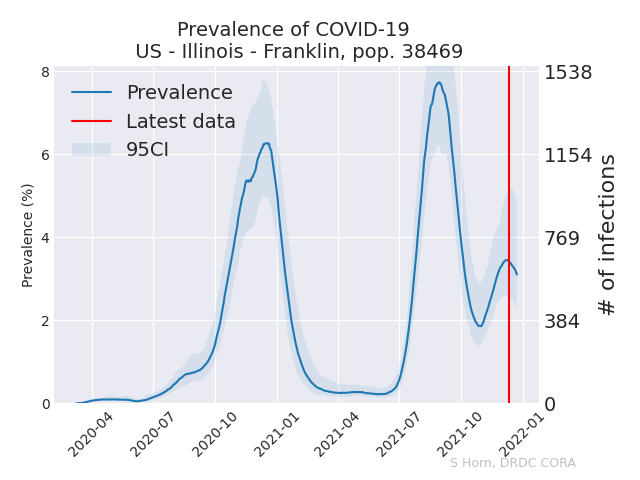 Prevalence of COVID-19
US - Illinois - Franklin, pop. 38469
Prevalence
Latest data
95CI
Prevalence (%)
8
6
4
2
0
1538
1154
769
384
0
# of infections
2020-04
2020-07
2020-10
2021-01
2021-04
2021-07
2021-10
2022-01
S Horn, DRDC CORA